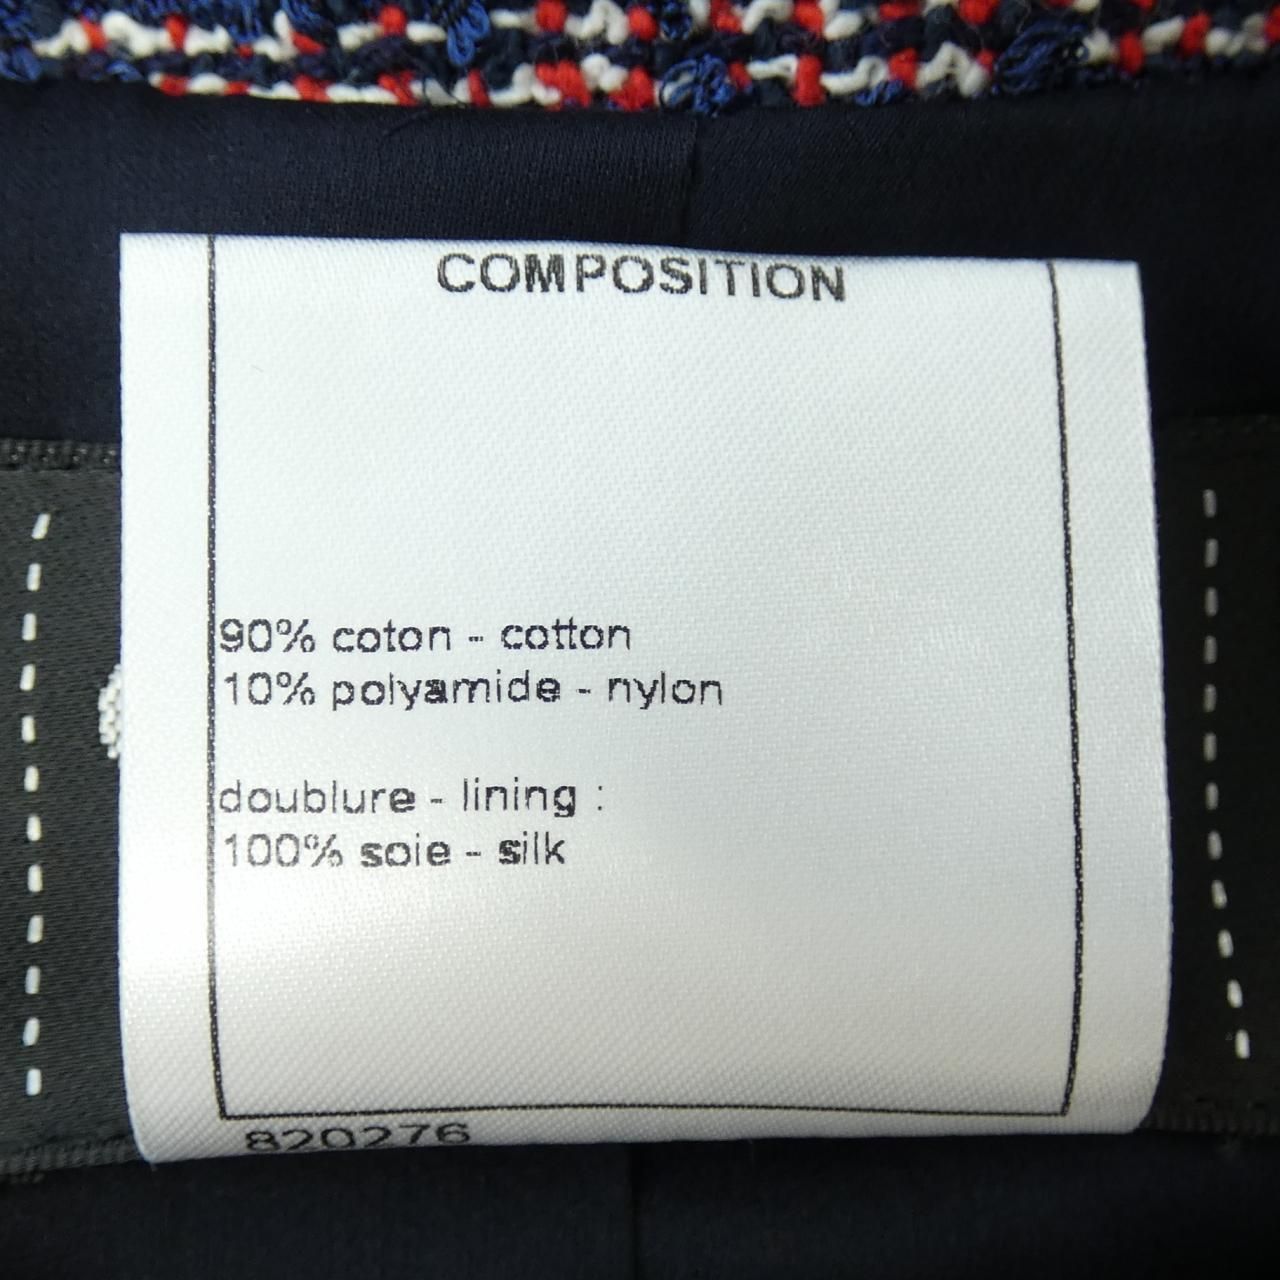 COMPOSITION
90% coton - cotton
10% polyamide - nylon
doublure - lining :
100% soie - silk
820276